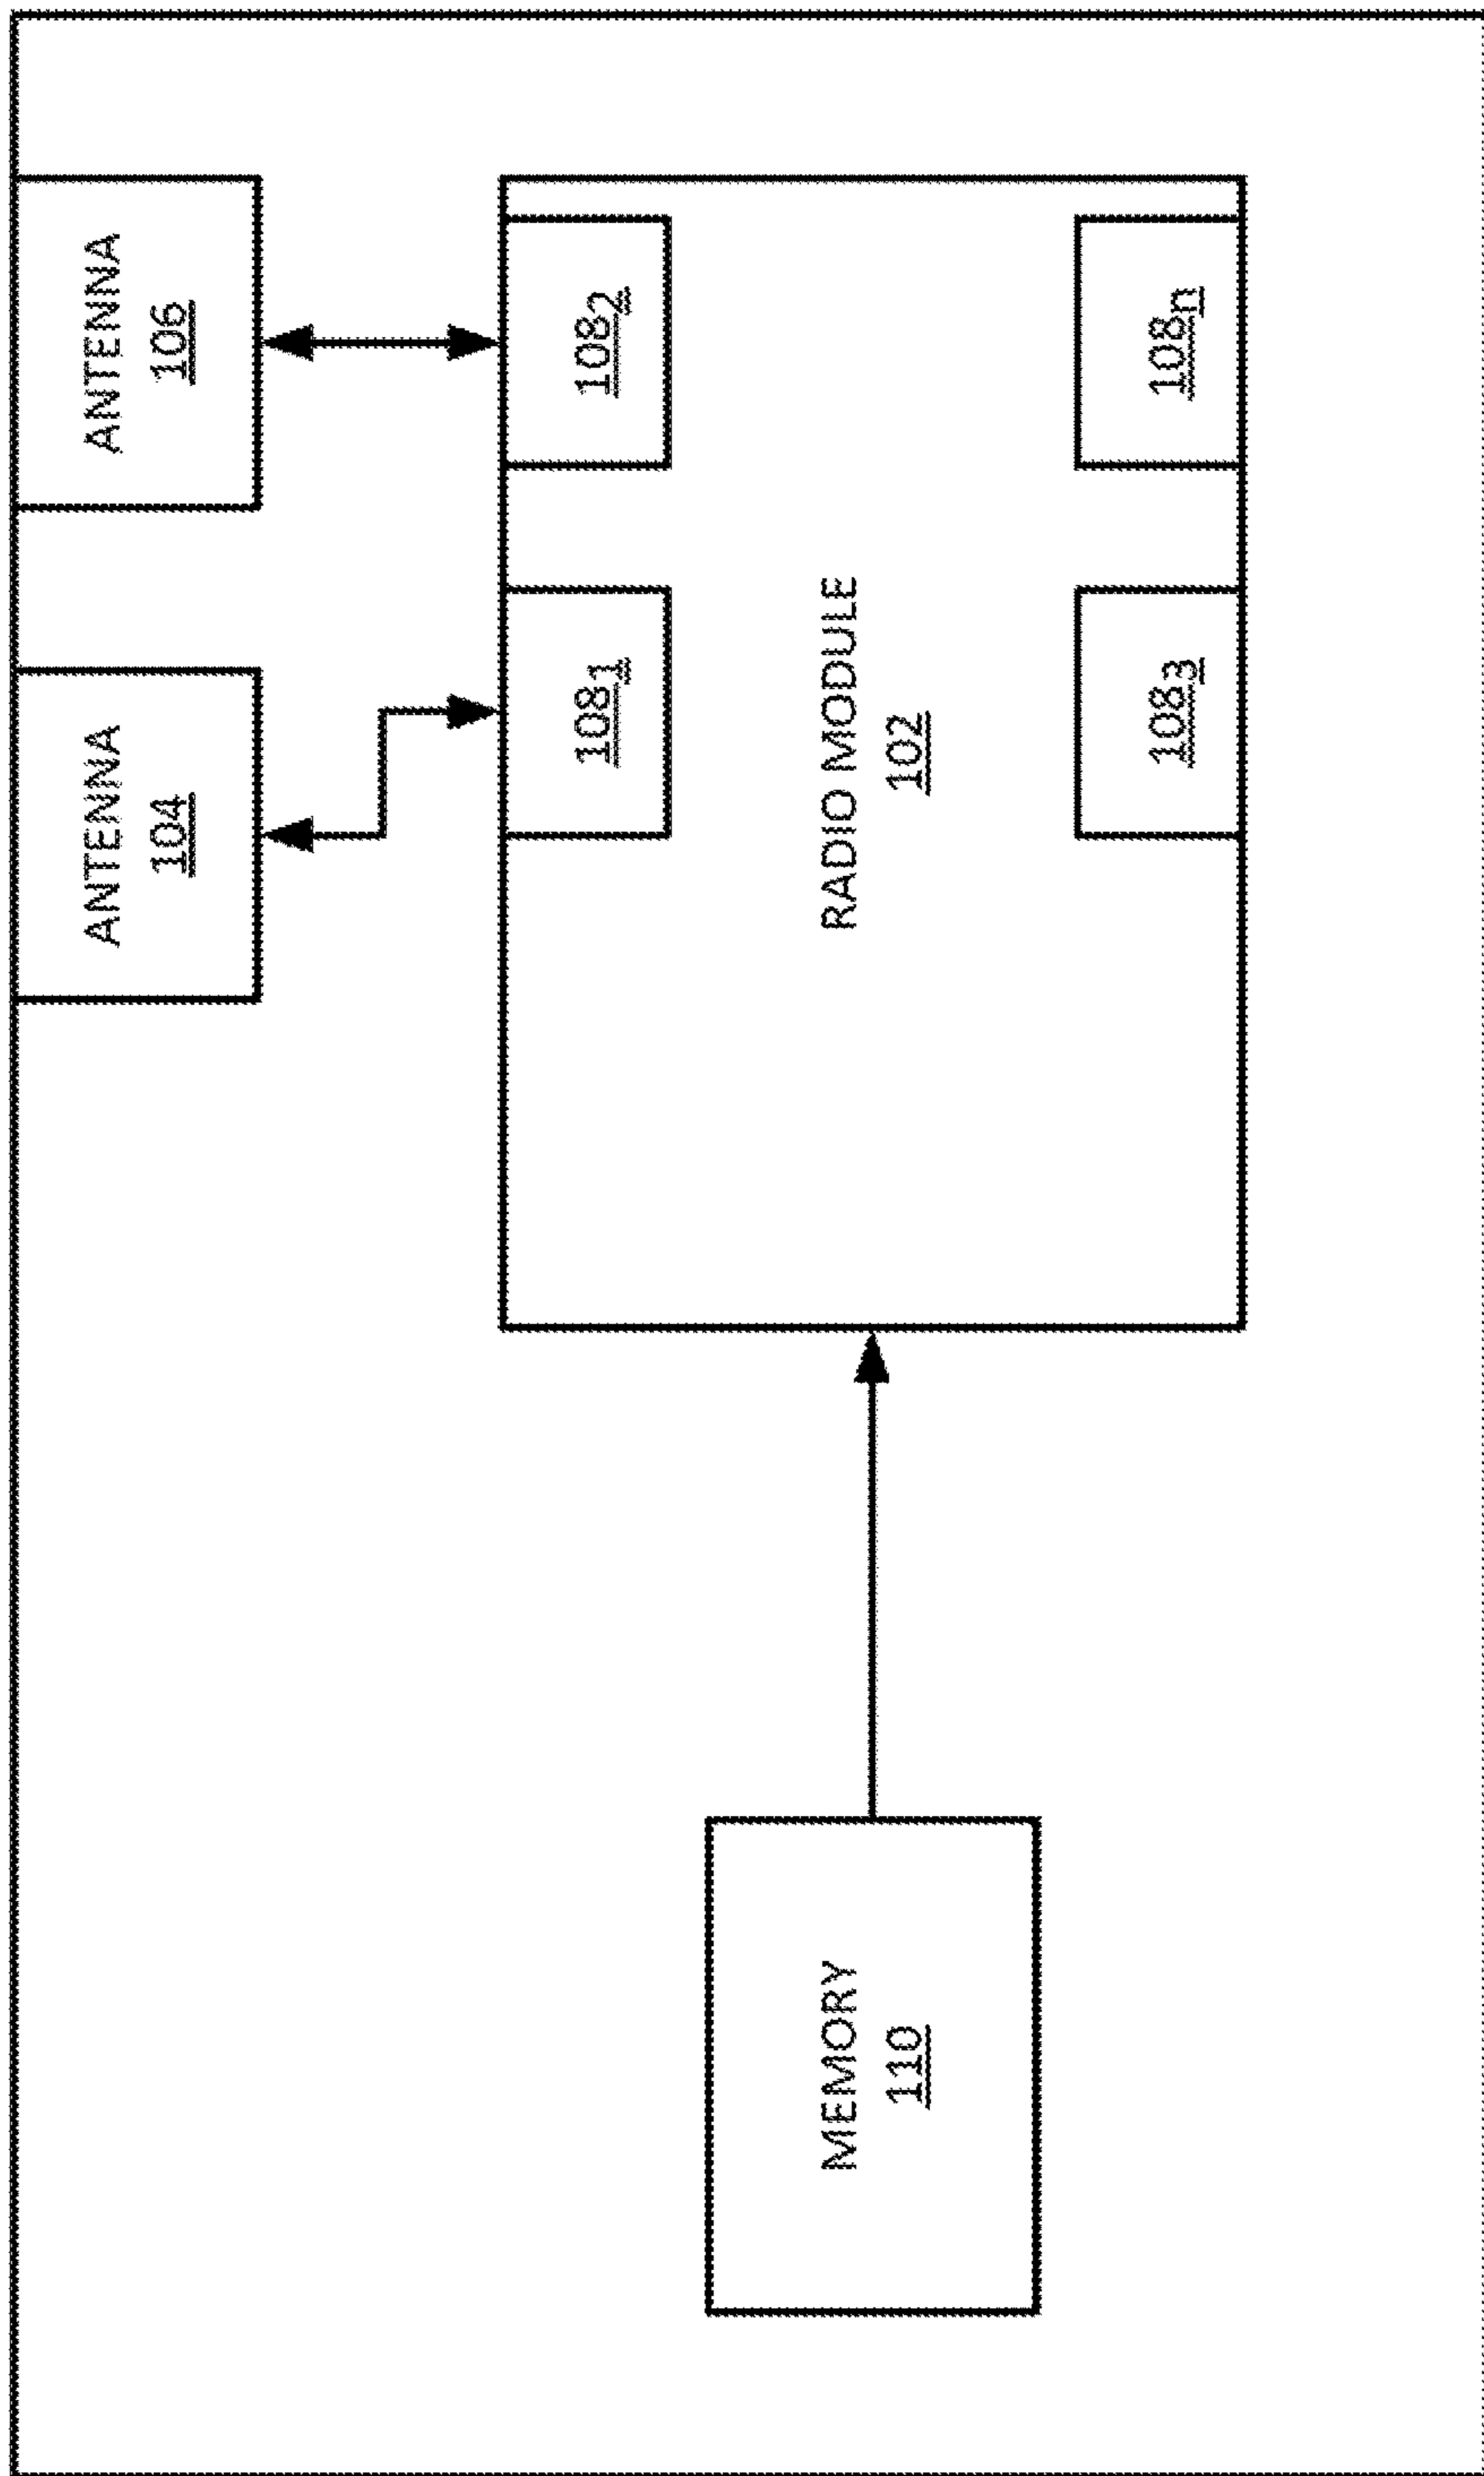 ANTENNA
104
ANTENNA
106
108₁
108₂
RADIO MODULE
102
108₃
108ₙ
MEMORY
110